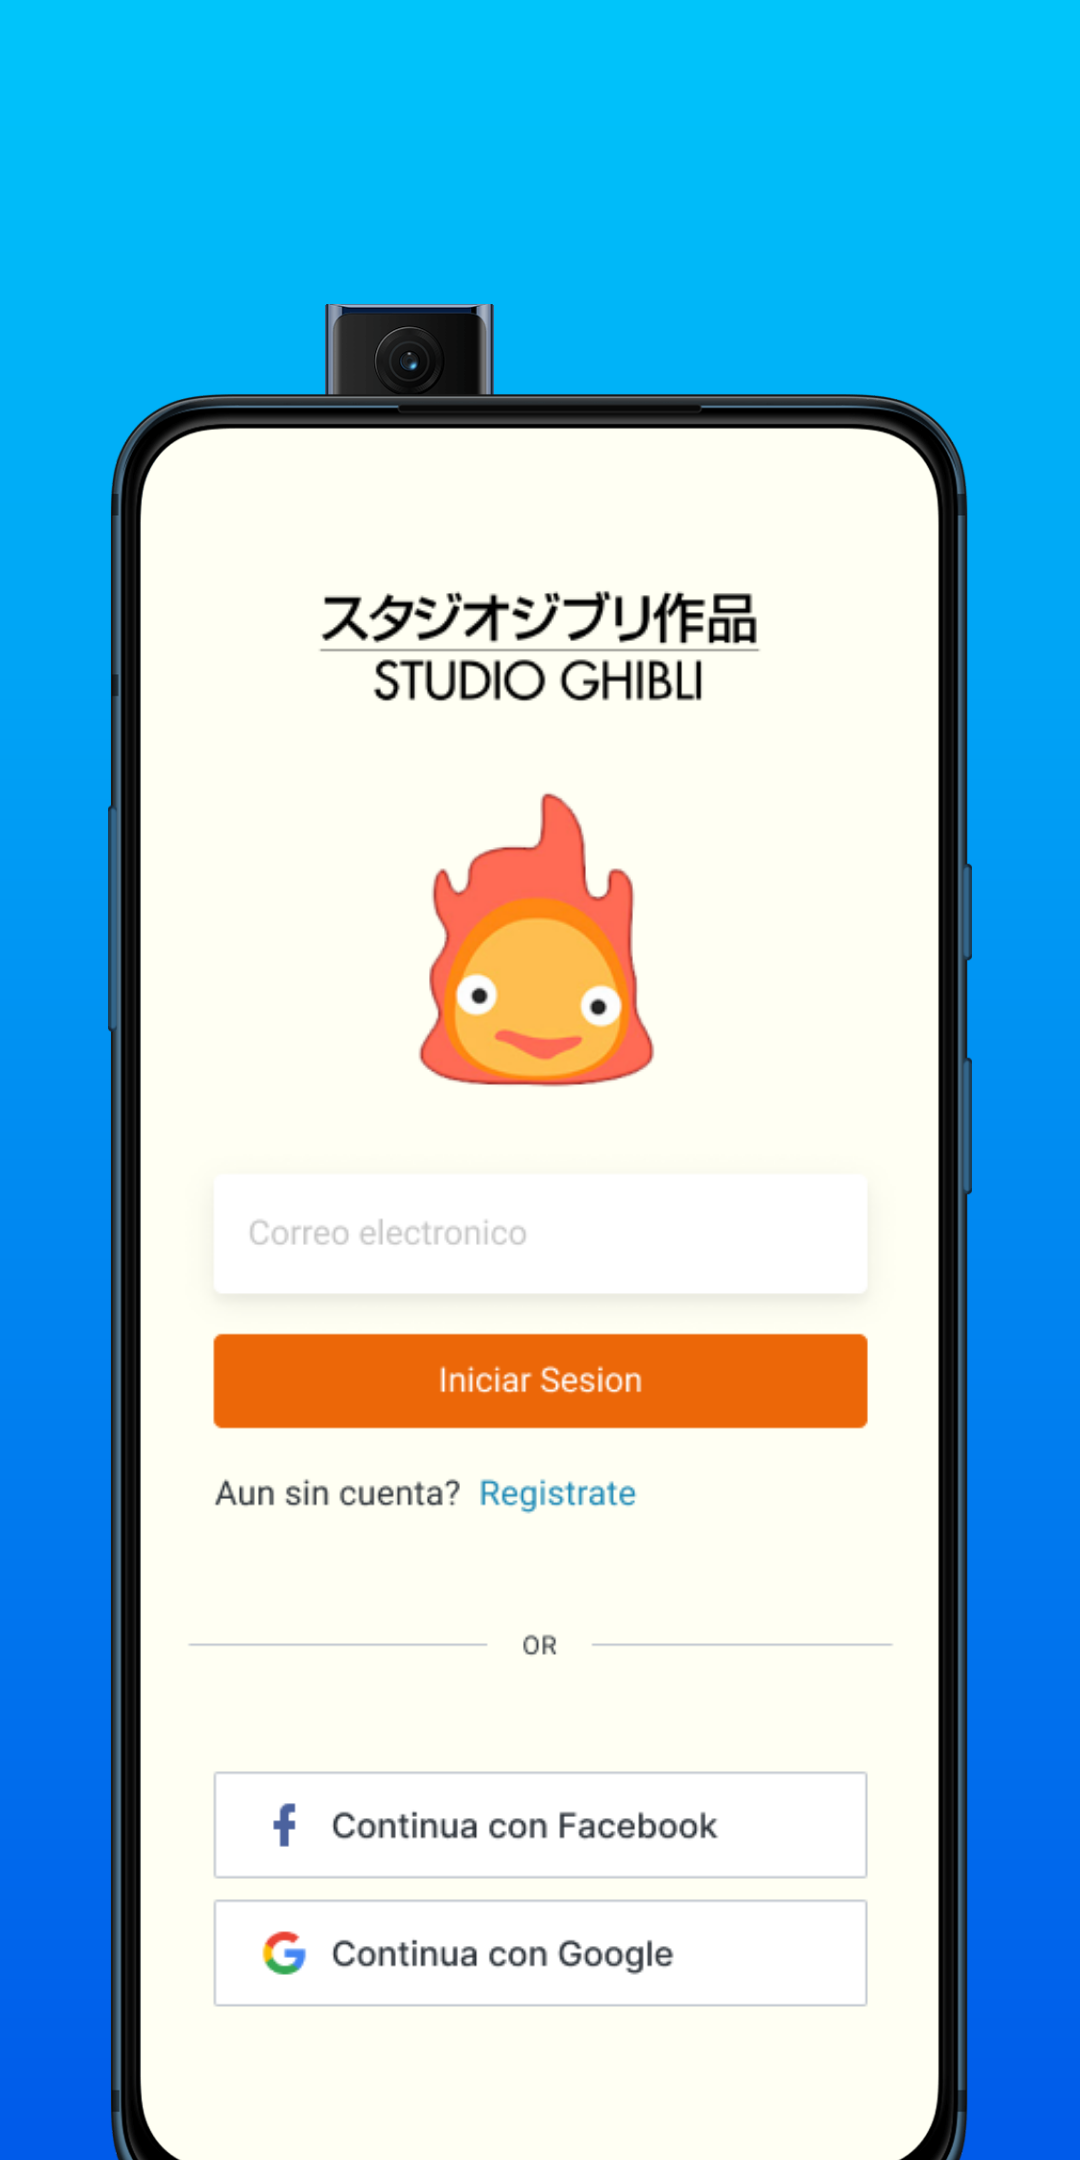 スタジオジブリ作品
STUDIO GHIBLI
Correo electronico
Iniciar Sesion
Aun sin cuenta? Registrate
OR
Continua con Facebook
Continua con Google